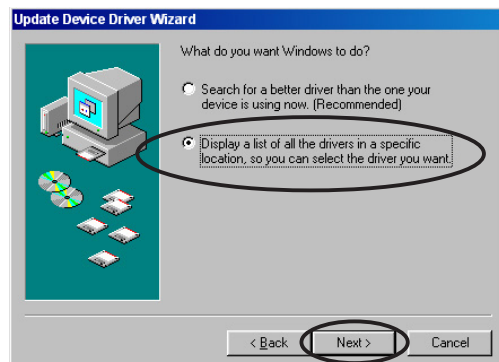 Update Device Driver Wizard
What do you want Windows to do?
Search for a better driver than the one your
device is using now. (Recommended)
Display a list of all the drivers in a specific
location, so you can select the driver you want.
< Back
Next >
Cancel